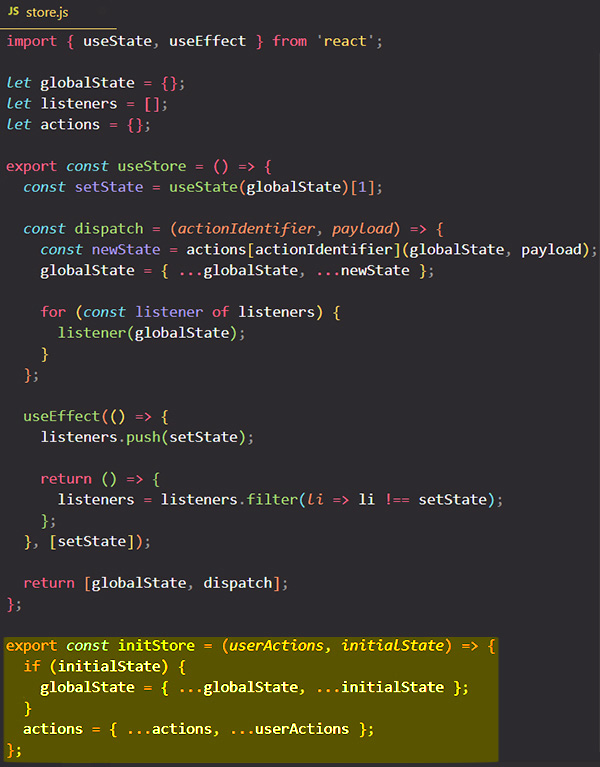 JS store.js
import { useState, useEffect } from 'react';
let globalState = {};
let listeners = [];
let actions = {};
export const useStore = () => {
const setState = useState(globalState)[1];
const dispatch = (actionIdentifier, payload) => {
const newState = actions[actionIdentifier](globalState, payload);
globalState = { ...globalState, ...newState };
for (const listener of listeners) {
listener(globalState);
}
};
useEffect(() => {
listeners.push(setState);
return () => {
listeners = listeners.filter(li => li !== setState);
};
}, [setState]);
return [globalState, dispatch];
};
export const initStore = (userActions, initialState) => {
if (initialState) {
globalState = { ...globalState, ...initialState };
}
actions = { ...actions, ...userActions };
};